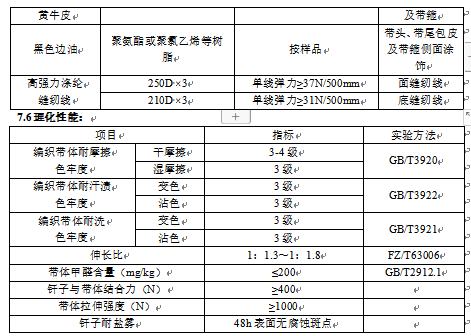 黄牛皮 及带箍
黑色边油 聚氨酯或聚氯乙烯等树脂 按样品 带头、带尾包皮及带箍侧面涂饰
高强力涤纶缝纫线 250D×3 单线强力≥37N/500mm 面缝纫线
210D×3 单线强力≥31N/500mm 底缝纫线
7.6 理化性能：
项目 指标 实验方法
编织带体耐摩擦色牢度 干摩擦 3-4 级 GB/T3920
湿摩擦 3 级
编织带体耐汗渍色牢度 变色 3 级 GB/T3922
沾色 3 级
编织带体耐洗色牢度 变色 3 级 GB/T3921
沾色 3 级
伸长比 1：1.3～1：1.8 FZ/T63006
带体甲醛含量（mg/kg） ≤200 GB/T2912.1
钎子与带体结合力（N） ≥400
带体拉伸强度（N） ≥1000
钎子耐盐雾 48h 表面无腐蚀斑点